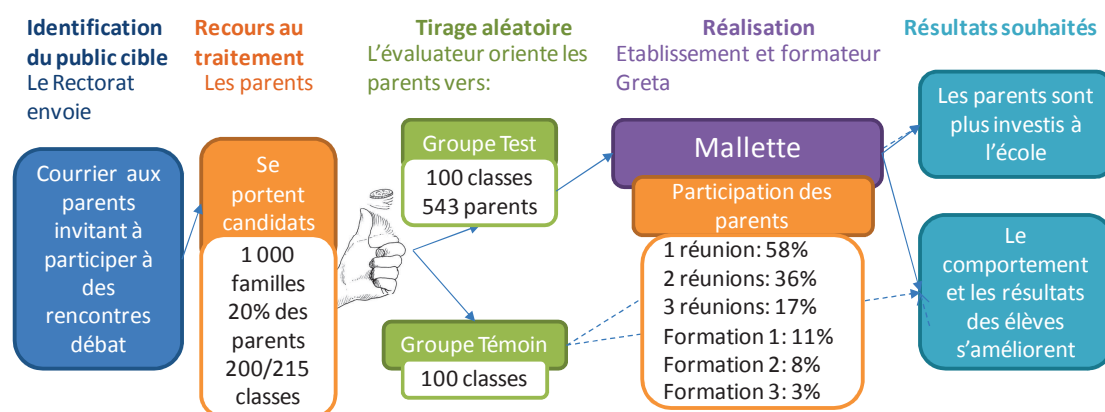 Identification
du public cible
Le Rectorat
envoie
Courrier aux
parents
invitant à
participer à
des
rencontres
débat
Recours au
traitement
Les parents
Se
portent
candidats
1 000
familles
20% des
parents
200/215
classes
Tirage aléatoire
L'évaluateur oriente les
parents vers:
Groupe Test
100 classes
543 parents
Groupe Témoin
100 classes
Réalisation
Etablissement et formateur
Greta
Mallette
Participation des
parents
1 réunion: 58%
2 réunions: 36%
3 réunions: 17%
Formation 1: 11%
Formation 2: 8%
Formation 3: 3%
Résultats souhaités
Les parents sont
plus investis à
l'école
Le
comportement
et les résultats
des élèves
s'améliorent